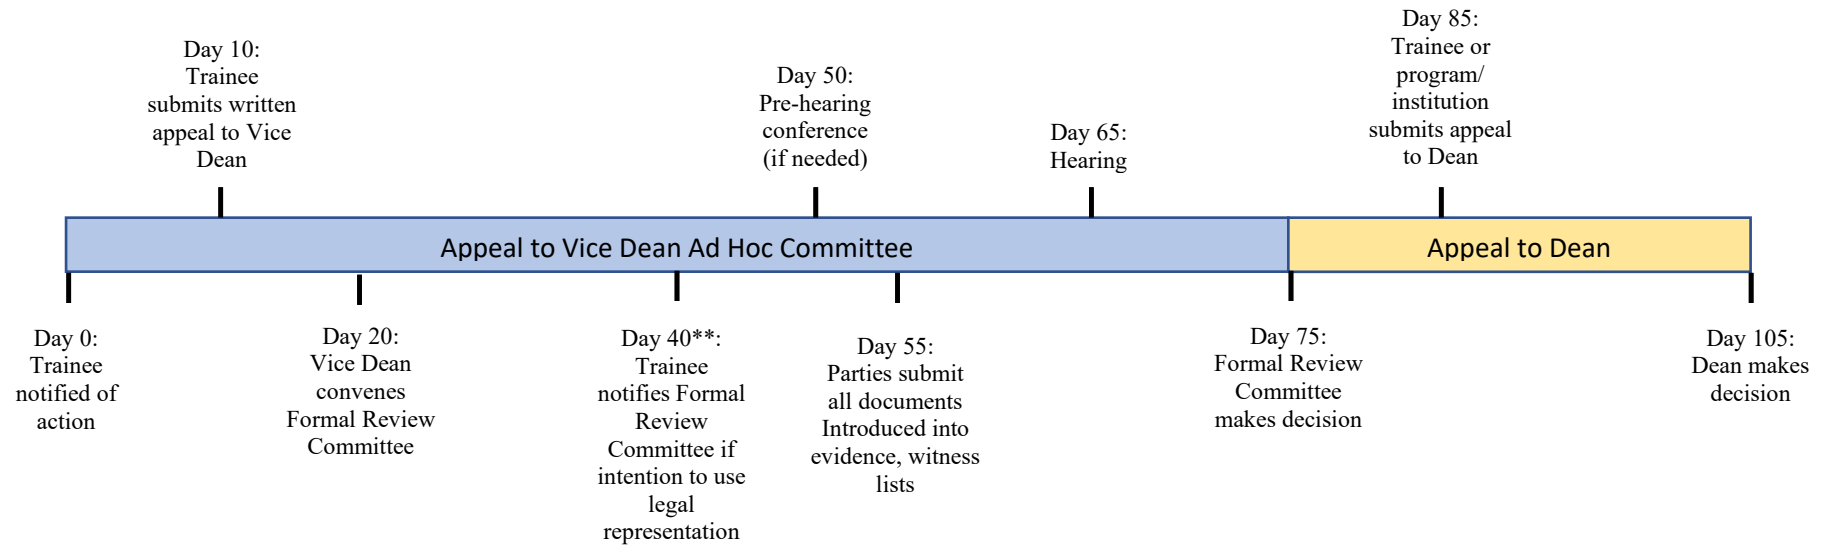 Day 10:
Trainee
submits written
appeal to Vice
Dean
Day 50:
Pre-hearing
conference
(if needed)
Day 65:
Hearing
Day 85:
Trainee or
program/
institution
submits appeal
to Dean
Appeal to Vice Dean Ad Hoc Committee
Appeal to Dean
Day 0:
Trainee
notified of
action
Day 20:
Vice Dean
convenes
Formal Review
Committee
Day 40**:
Trainee
notifies Formal
Review
Committee if
intention to use
legal
representation
Day 55:
Parties submit
all documents
Introduced into
evidence, witness
lists
Day 75:
Formal Review
Committee
makes decision
Day 105:
Dean makes
decision